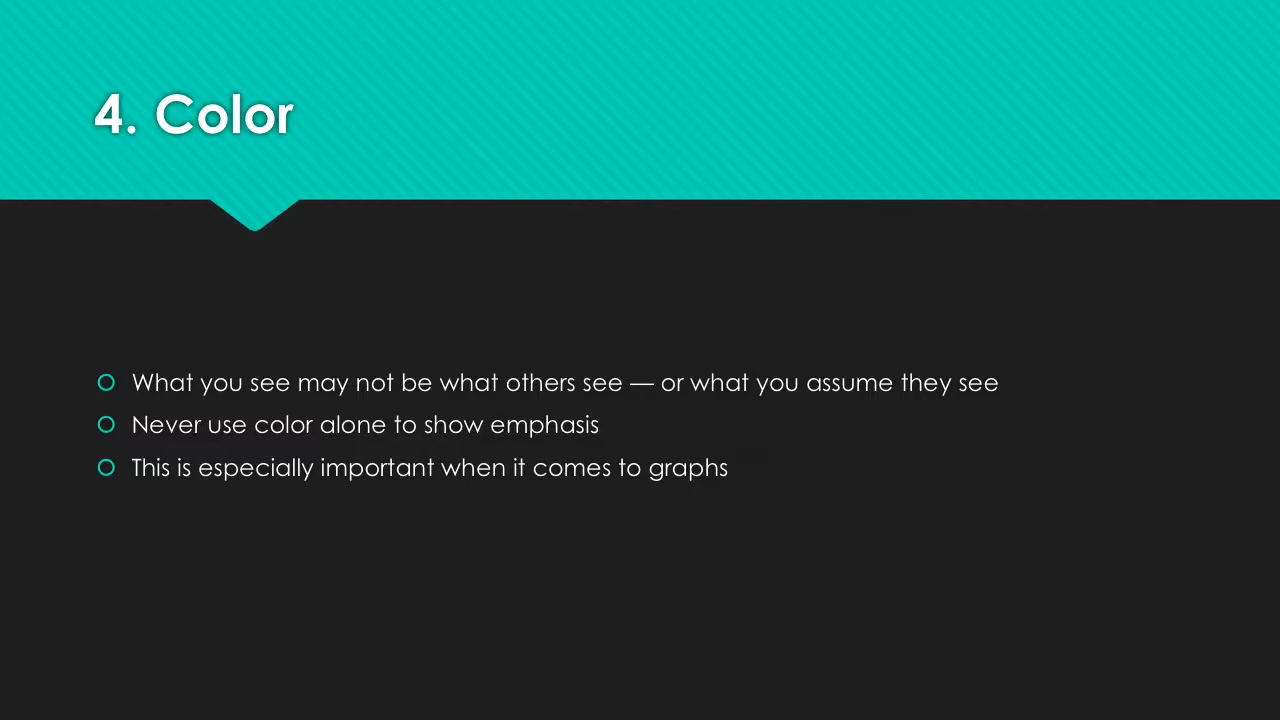 4. Color
What you see may not be what others see — or what you assume they see
Never use color alone to show emphasis
This is especially important when it comes to graphs